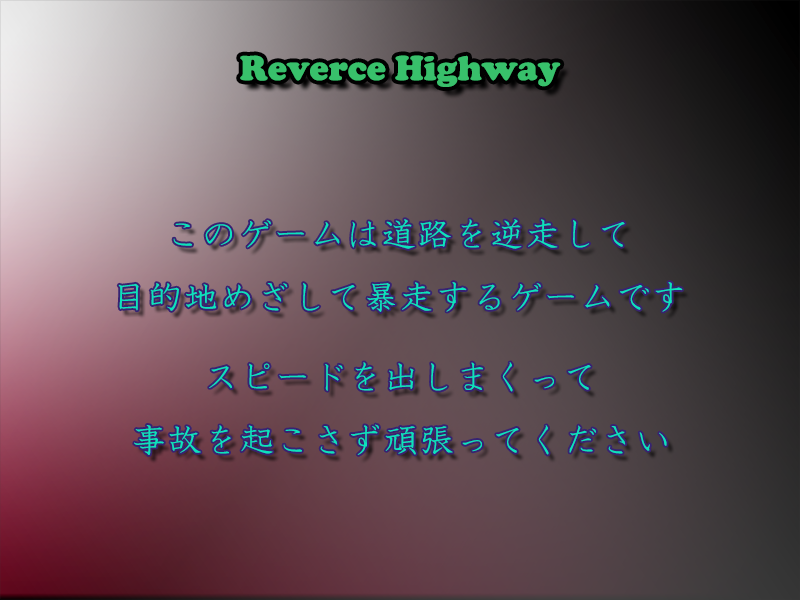 Reverce Highway
このゲームは道路を逆走して
目的地めざして暴走するゲームです
スピードを出しまくって
事故を起こさず頑張ってください